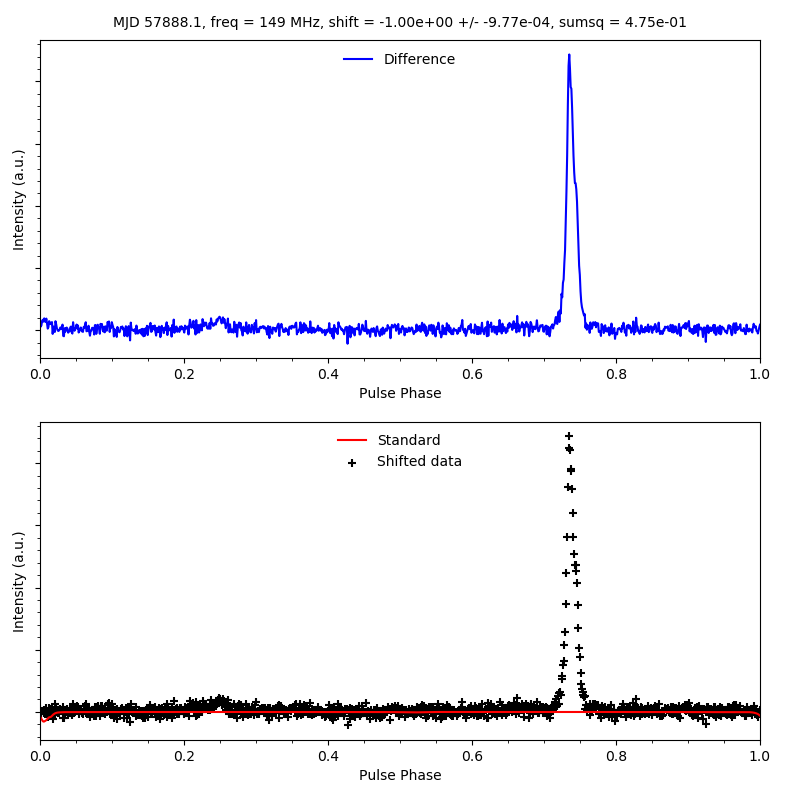 MJD 57888.1, freq = 149 MHz, shift = -1.00e+00 +/- -9.77e-04, sumsq = 4.75e-01
Difference
Intensity (a.u.)
0.0 0.2 0.4 0.6 0.8 1.0
Pulse Phase
Standard
Shifted data
Intensity (a.u.)
0.0 0.2 0.4 0.6 0.8 1.0
Pulse Phase